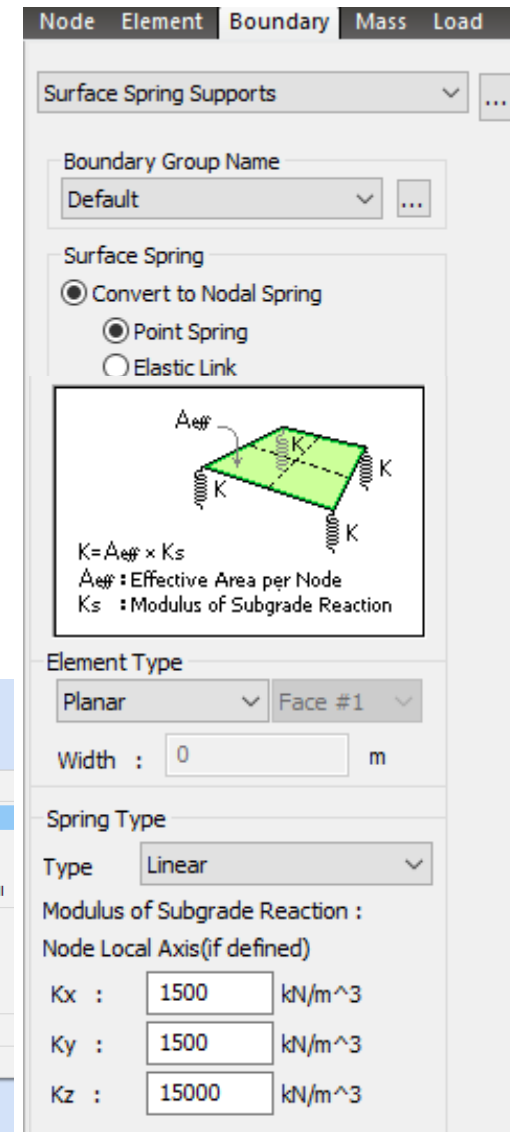 Node Element Boundary Mass Load
Surface Spring Supports
...
Boundary Group Name
Default
...
Surface Spring
Convert to Nodal Spring
Point Spring
Elastic Link
Aeff
K
K
K
K
K=Aeff × Ks
Aeff : Effective Area per Node
Ks : Modulus of Subgrade Reaction
Element Type
Planar Face #1
Width : 0 m
Spring Type
Type Linear
Modulus of Subgrade Reaction :
Node Local Axis(if defined)
Kx : 1500 kN/m^3
Ky : 1500 kN/m^3
Kz : 15000 kN/m^3